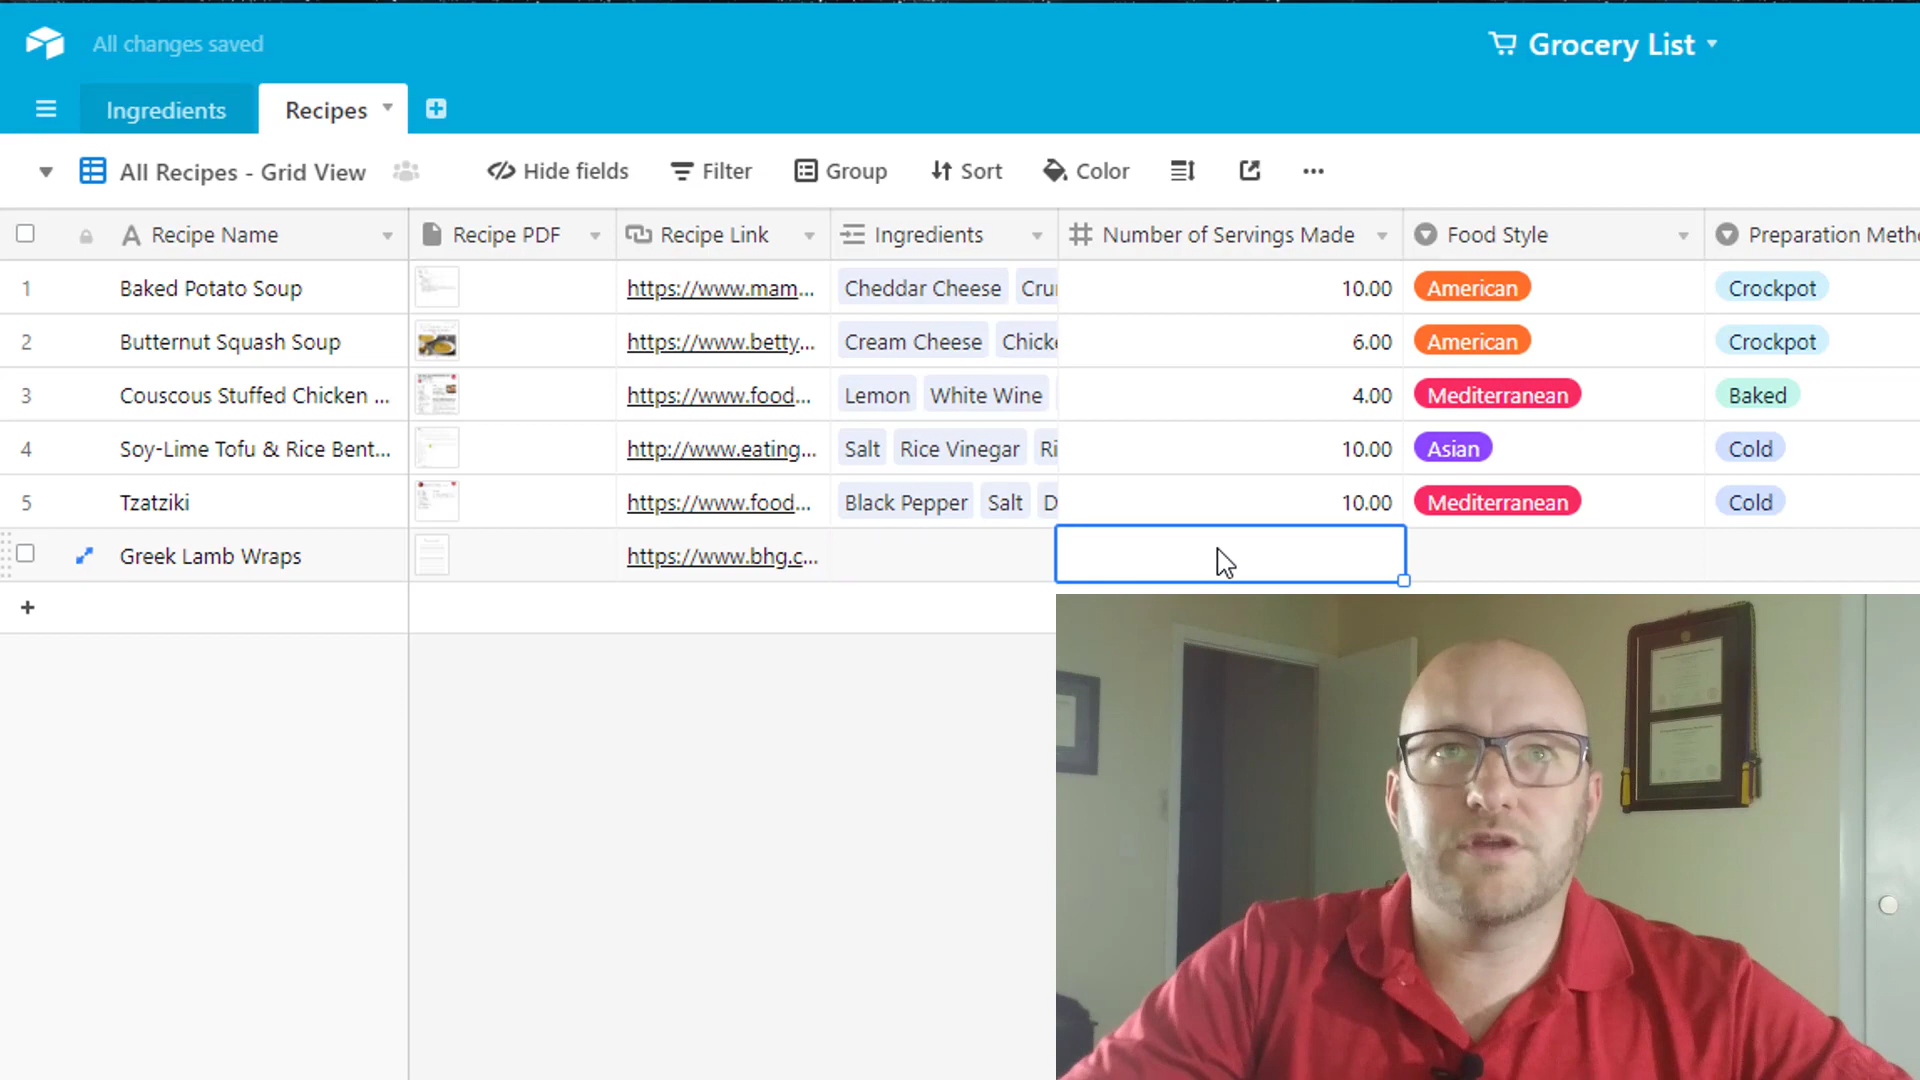 All changes saved
Grocery List
Ingredients
Recipes
All Recipes - Grid View
Hide fields
Filter
Group
Sort
Color
Recipe Name
Recipe PDF
Recipe Link
Ingredients
Number of Servings Made
Food Style
Preparation Meth
1 Baked Potato Soup https://www.mam... Cheddar Cheese Cru 10.00 American Crockpot
2 Butternut Squash Soup https://www.betty... Cream Cheese Chick 6.00 American Crockpot
3 Couscous Stuffed Chicken ... https://www.food... Lemon White Wine 4.00 Mediterranean Baked
4 Soy-Lime Tofu & Rice Bent... http://www.eating... Salt Rice Vinegar Ri 10.00 Asian Cold
5 Tzatziki https://www.food... Black Pepper Salt D 10.00 Mediterranean Cold
Greek Lamb Wraps https://www.bhg.c...